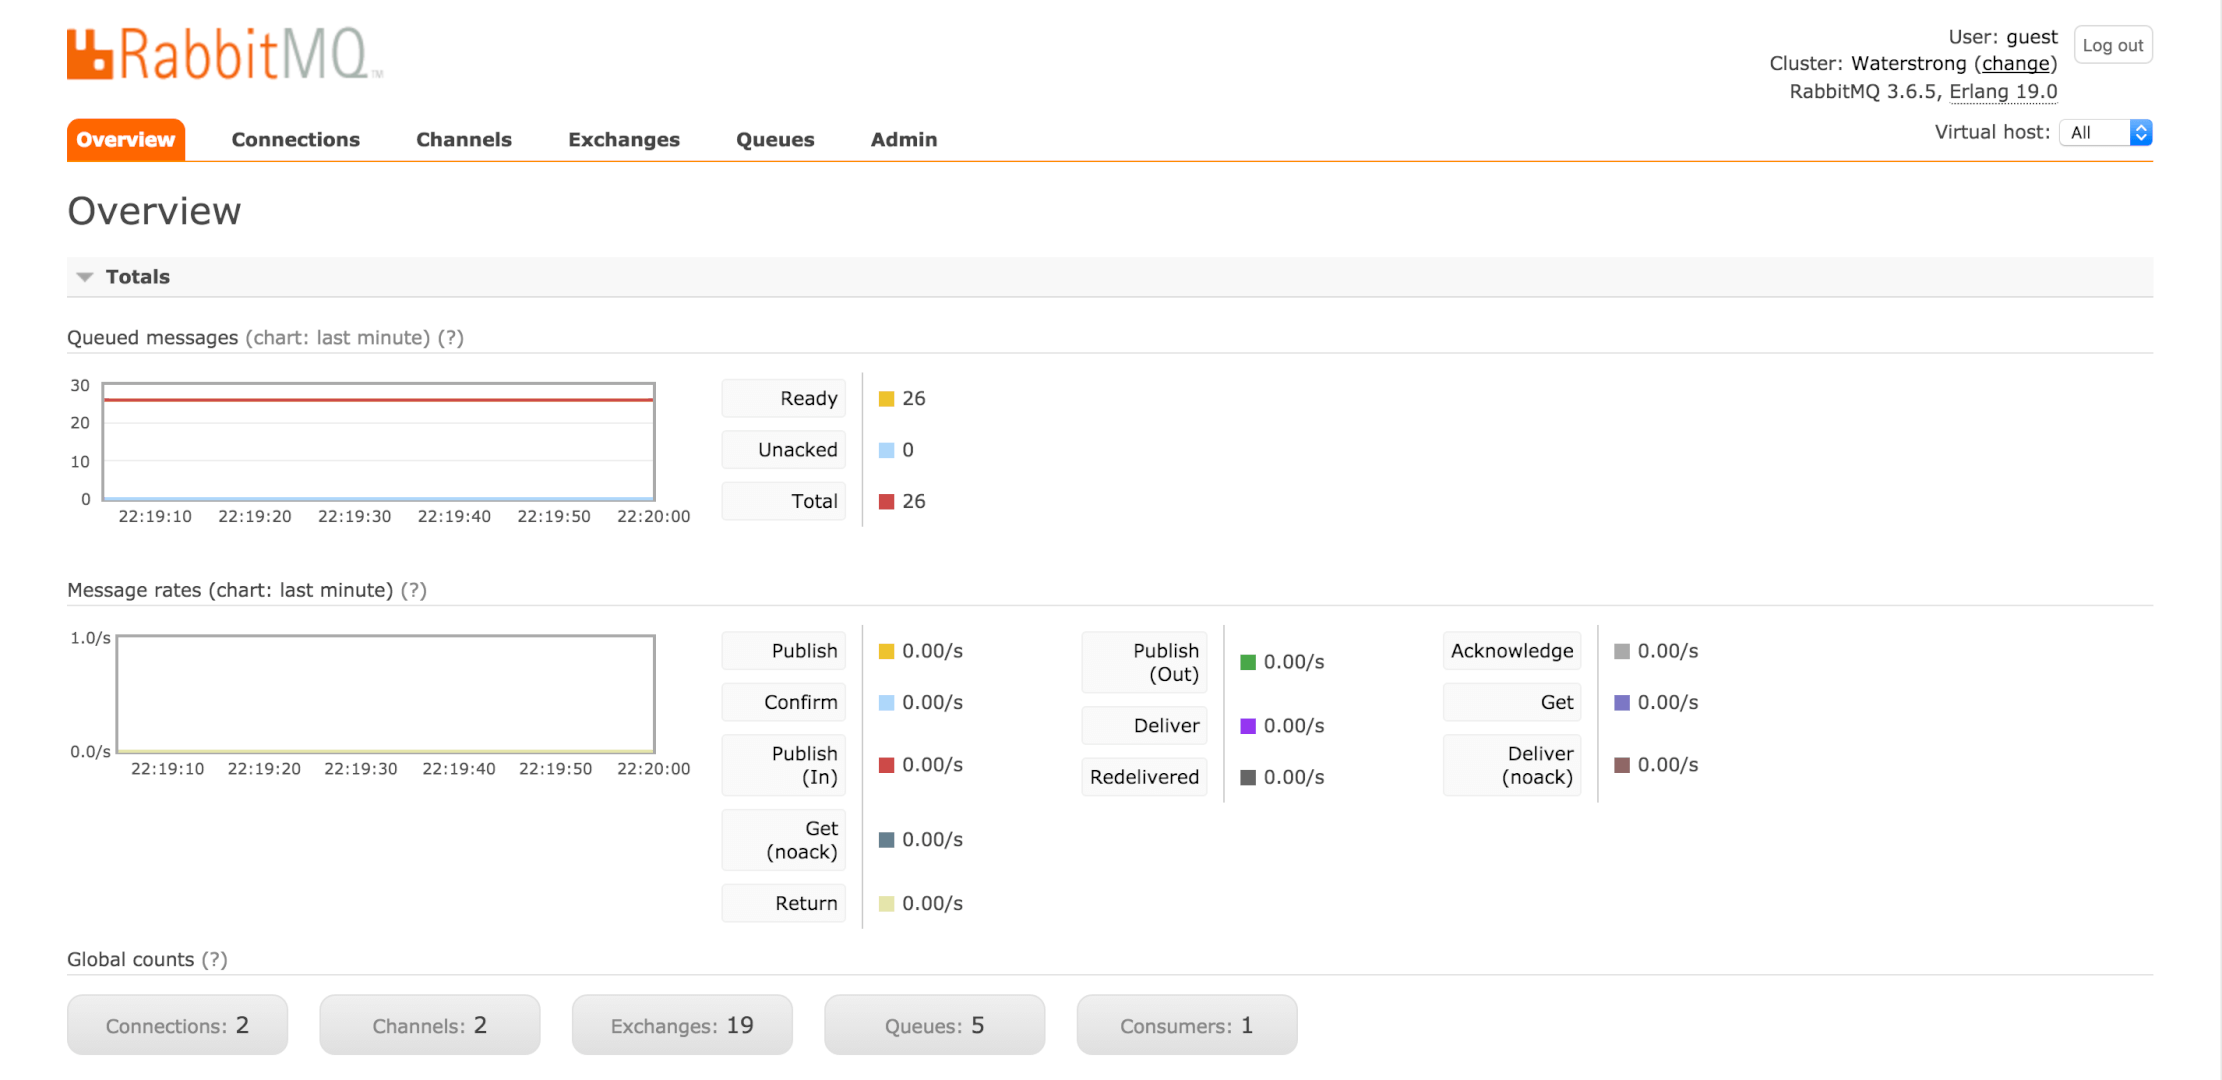 RabbitMQ™
User: guest
Log out
Cluster: Waterstrong (change)
RabbitMQ 3.6.5, Erlang 19.0
Virtual host: All
Overview Connections Channels Exchanges Queues Admin
Overview
Totals
Queued messages (chart: last minute) (?)
30
20
10
0
22:19:10 22:19:20 22:19:30 22:19:40 22:19:50 22:20:00
Ready 26
Unacked 0
Total 26
Message rates (chart: last minute) (?)
1.0/s
0.0/s
22:19:10 22:19:20 22:19:30 22:19:40 22:19:50 22:20:00
Publish 0.00/s
Confirm 0.00/s
Publish
(In) 0.00/s
Get
(noack) 0.00/s
Return 0.00/s
Publish
(Out) 0.00/s
Deliver 0.00/s
Redelivered 0.00/s
Acknowledge 0.00/s
Get 0.00/s
Deliver
(noack) 0.00/s
Global counts (?)
Connections: 2 Channels: 2 Exchanges: 19 Queues: 5 Consumers: 1